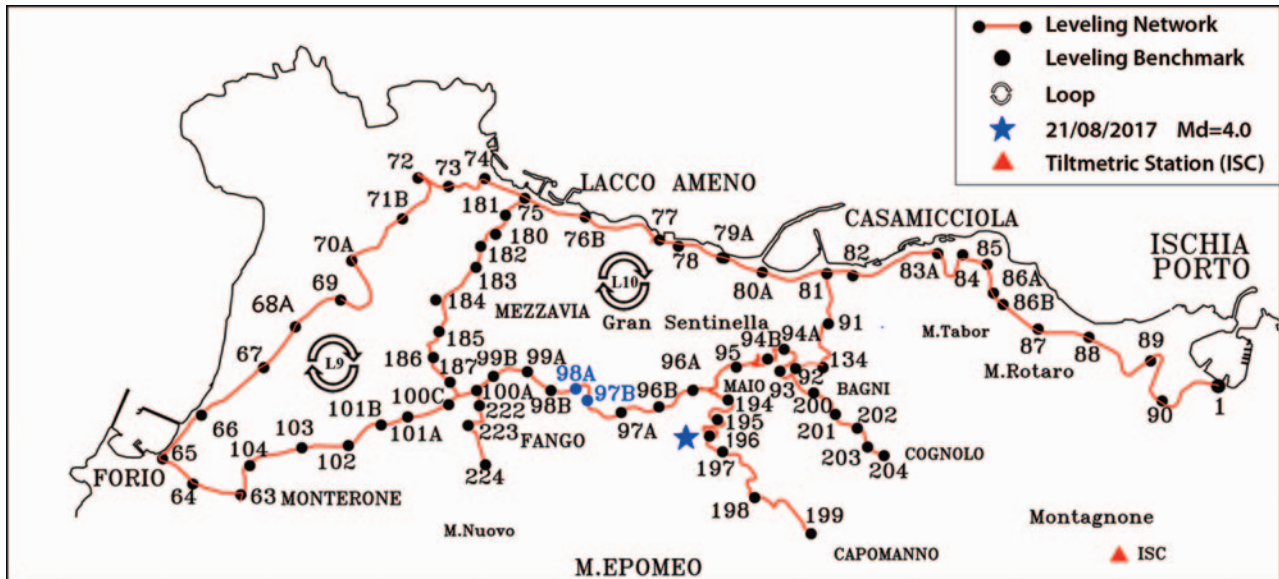 Leveling Network
Leveling Benchmark
Loop
21/08/2017 Md=4.0
Tiltmetric Station (ISC)
72
73
74
LACCO AMENO
71B
181
75
180
76B
77
78
79A
CASAMICCIOLA
ISCHIA
PORTO
70A
182
183
L10
80A
81
82
83A
84
85
86A
86B
69
68A
184
MEZZAVIA
Gran Sentinella
91
M.Tabor
87
88
89
67
L9
185
186
187
99B
99A
98A
97B
96A
95
94B
94A
134
M.Rotaro
66
101B
100C
100A
98B
96B
MAIO
93
92
BAGNI
90
1
65
104
103
102
101A
222
223
FANGO
97A
194
195
196
200
201
202
FORIO
64
63
MONTERONE
224
197
203
204
COGNOLO
M.Nuovo
198
199
Montagnone
M.EPOMEO
CAPOMANNO
ISC